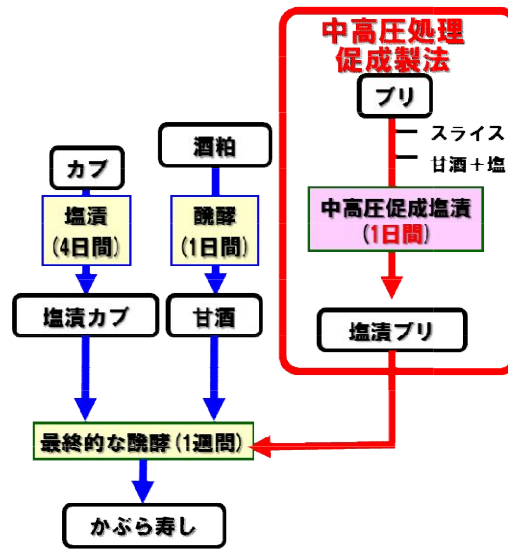 中高圧処理
促成製法
ブリ
スライス
甘酒＋塩
中高圧促成塩漬
(1日間)
塩漬ブリ
酒粕
醗酵
(1日間)
甘酒
カブ
塩漬
(4日間)
塩漬カブ
最終的な醗酵(1週間)
かぶら寿し